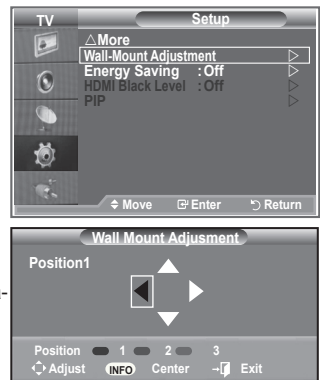 TV Setup
△More
Wall-Mount Adjustment
Energy Saving : Off
HDMI Black Level : Off
PIP
Move Enter Return
Wall Mount Adjusment
Position1
Position 1 2 3
Adjust INFO Center Exit